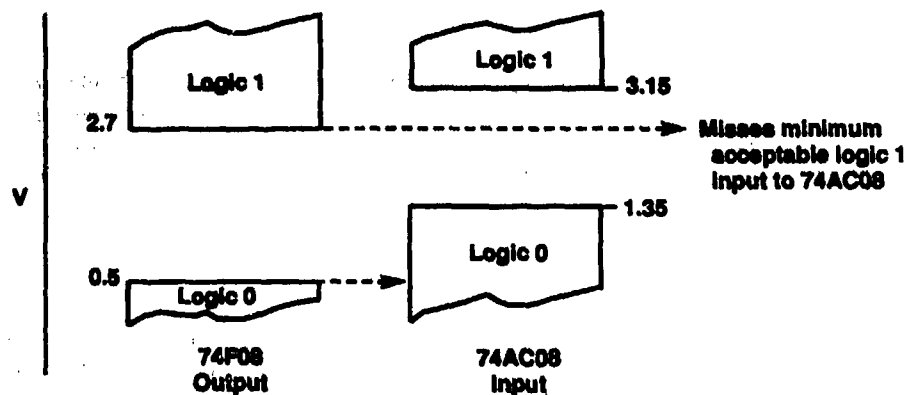 Logic 1
Logic 1
3.15
2.7
Misses minimum
acceptable logic 1
input to 74AC08
V
1.35
Logic 0
0.5
Logic 0
74F08
Output
74AC08
Input